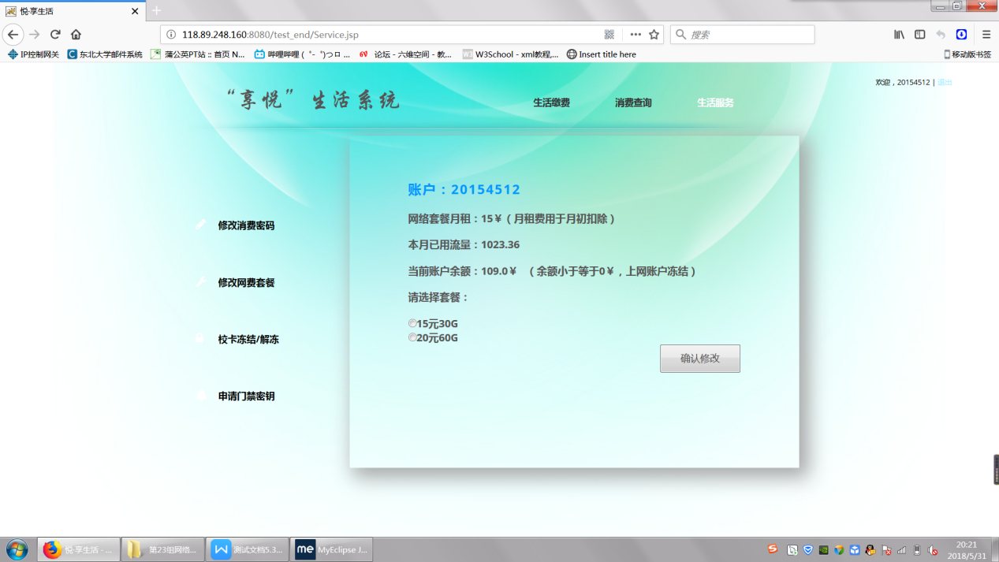 悦·享生活
118.89.248.160:8080/test_end/Service.jsp
搜索
IP控制网关
东北大学邮件系统
蒲公英PT站 :: 首页 N...
哔哩哔哩 ( ゜- ゜)つロ ...
论坛 - 六维空间 - 教...
W3School - xml教程,...
Insert title here
移动版书签
欢迎，20154512 | 退出
“享悦”生活系统
生活缴费
消费查询
生活服务
账户：20154512
网络套餐月租：15￥（月租费用于月初扣除）
修改消费密码
本月已用流量：1023.36
当前账户余额：109.0￥ （余额小于等于0￥，上网账户冻结）
修改网费套餐
请选择套餐：
15元30G
20元60G
校卡冻结/解冻
确认修改
申请门禁密钥
悦·享生活 - ...
第23组网络...
测试文档5.3...
MyEclipse J...
20:21
2018/5/31